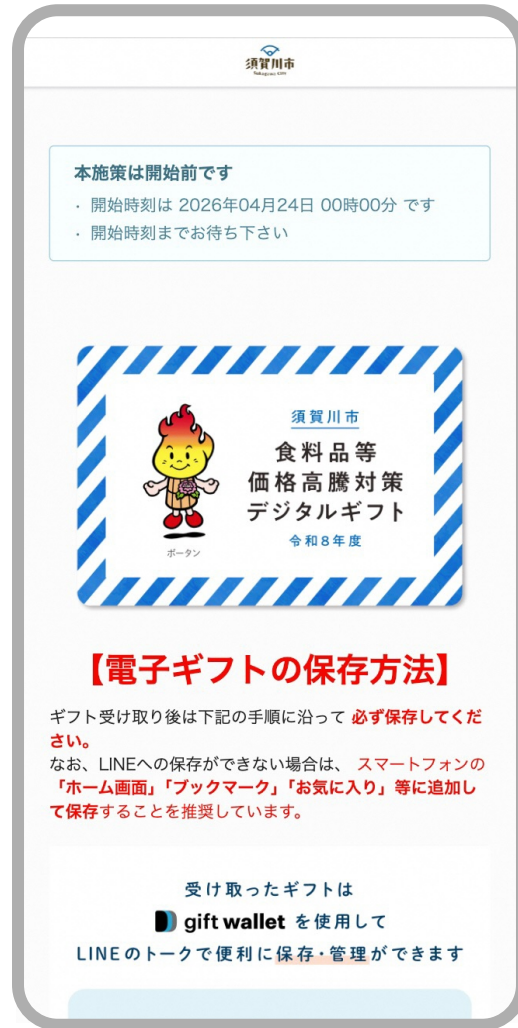 須賀川市
Sukagawa City
本施策は開始前です
・ 開始時刻は 2026年04月24日 00時00分 です
・ 開始時刻までお待ち下さい
須賀川市
食料品等
価格高騰対策
デジタルギフト
令和8年度
ボータン
【電子ギフトの保存方法】
ギフト受け取り後は下記の手順に沿って 必ず保存してくだ
さい。
なお、LINEへの保存ができない場合は、 スマートフォンの
「ホーム画面」「ブックマーク」「お気に入り」等に追加し
て保存することを推奨しています。
受け取ったギフトは
gift wallet を使用して
LINEのトークで便利に保存・管理ができます